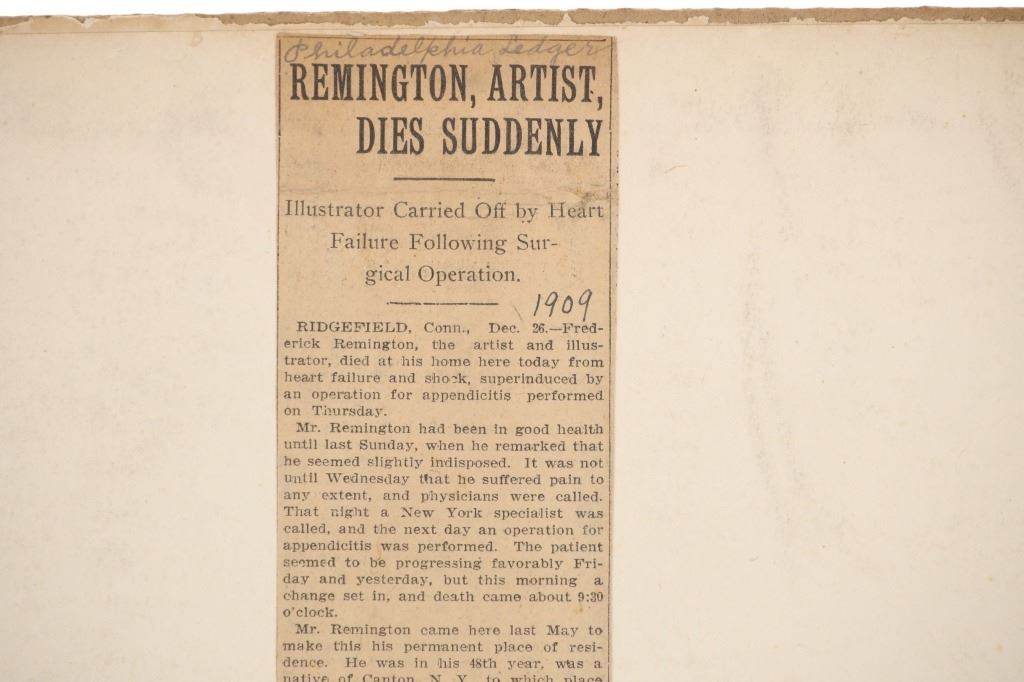 Philadelphia Ledger
REMINGTON, ARTIST,
DIES SUDDENLY
Illustrator Carried Off by Heart
Failure Following Sur-
gical Operation.
1909
RIDGEFIELD, Conn., Dec. 26.—Fred-
erick Remington, the artist and illus-
trator, died at his home here today from
heart failure and shock, superinduced by
an operation for appendicitis performed
on Thursday.
Mr. Remington had been in good health
until last Sunday, when he remarked that
he seemed slightly indisposed. It was not
until Wednesday that he suffered pain to
any extent, and physicians were called.
That night a New York specialist was
called, and the next day an operation for
appendicitis was performed. The patient
seemed to be progressing favorably Fri-
day and yesterday, but this morning a
change set in, and death came about 9:30
o'clock.
Mr. Remington came here last May to
make this his permanent place of resi-
dence. He was in his 48th year, was a
native of Canton, N. Y., to which place